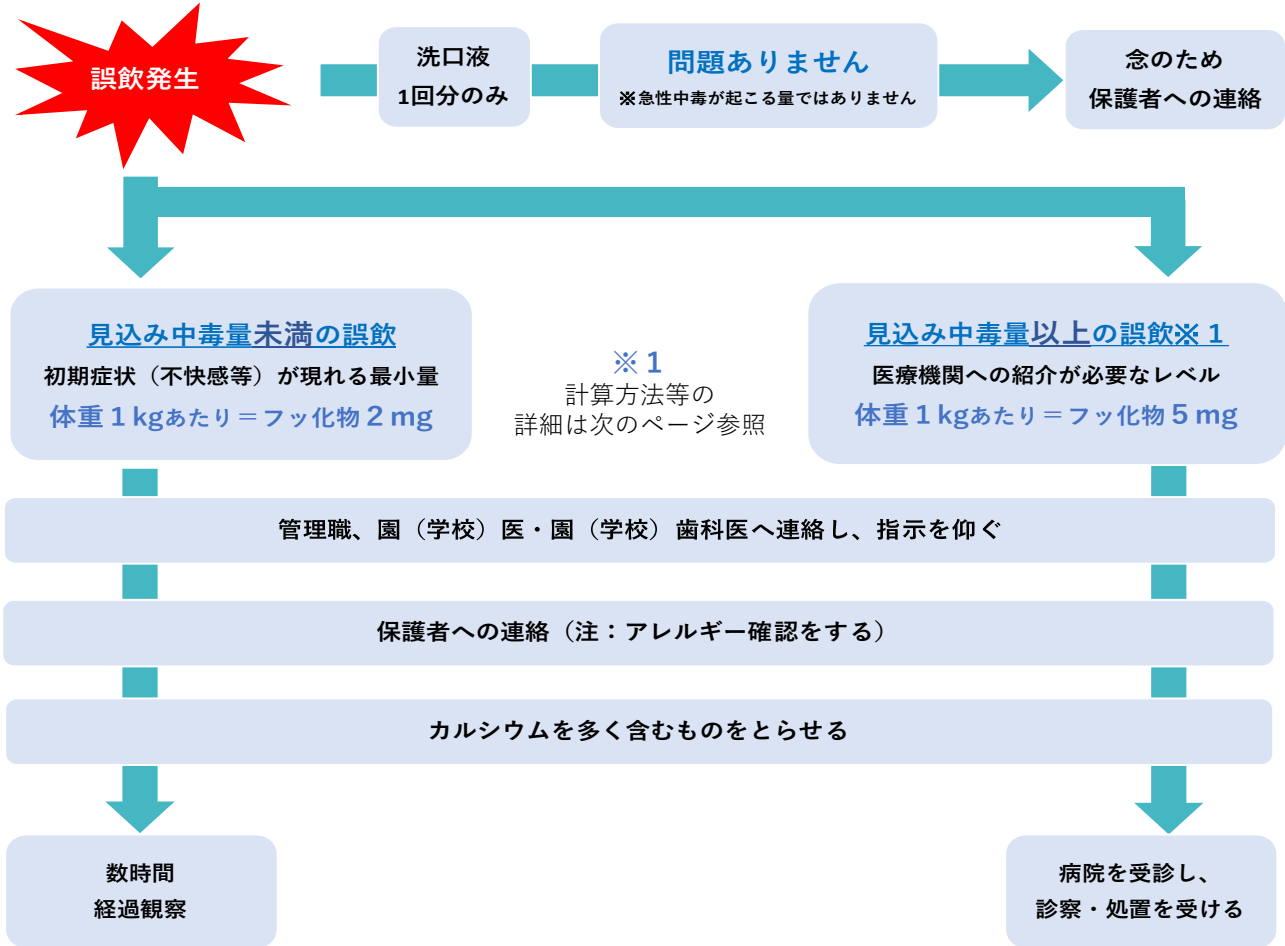 誤飲発生
洗口液
1回分のみ
問題ありません
※急性中毒が起こる量ではありません
念のため
保護者への連絡
見込み中毒量未満の誤飲
初期症状（不快感等）が現れる最小量
体重１kgあたり＝フッ化物２mg
※１
計算方法等の
詳細は次のページ参照
見込み中毒量以上の誤飲※１
医療機関への紹介が必要なレベル
体重１kgあたり＝フッ化物５mg
管理職、園（学校）医・園（学校）歯科医へ連絡し、指示を仰ぐ
保護者への連絡（注：アレルギー確認をする）
カルシウムを多く含むものをとらせる
数時間
経過観察
病院を受診し、
診察・処置を受ける